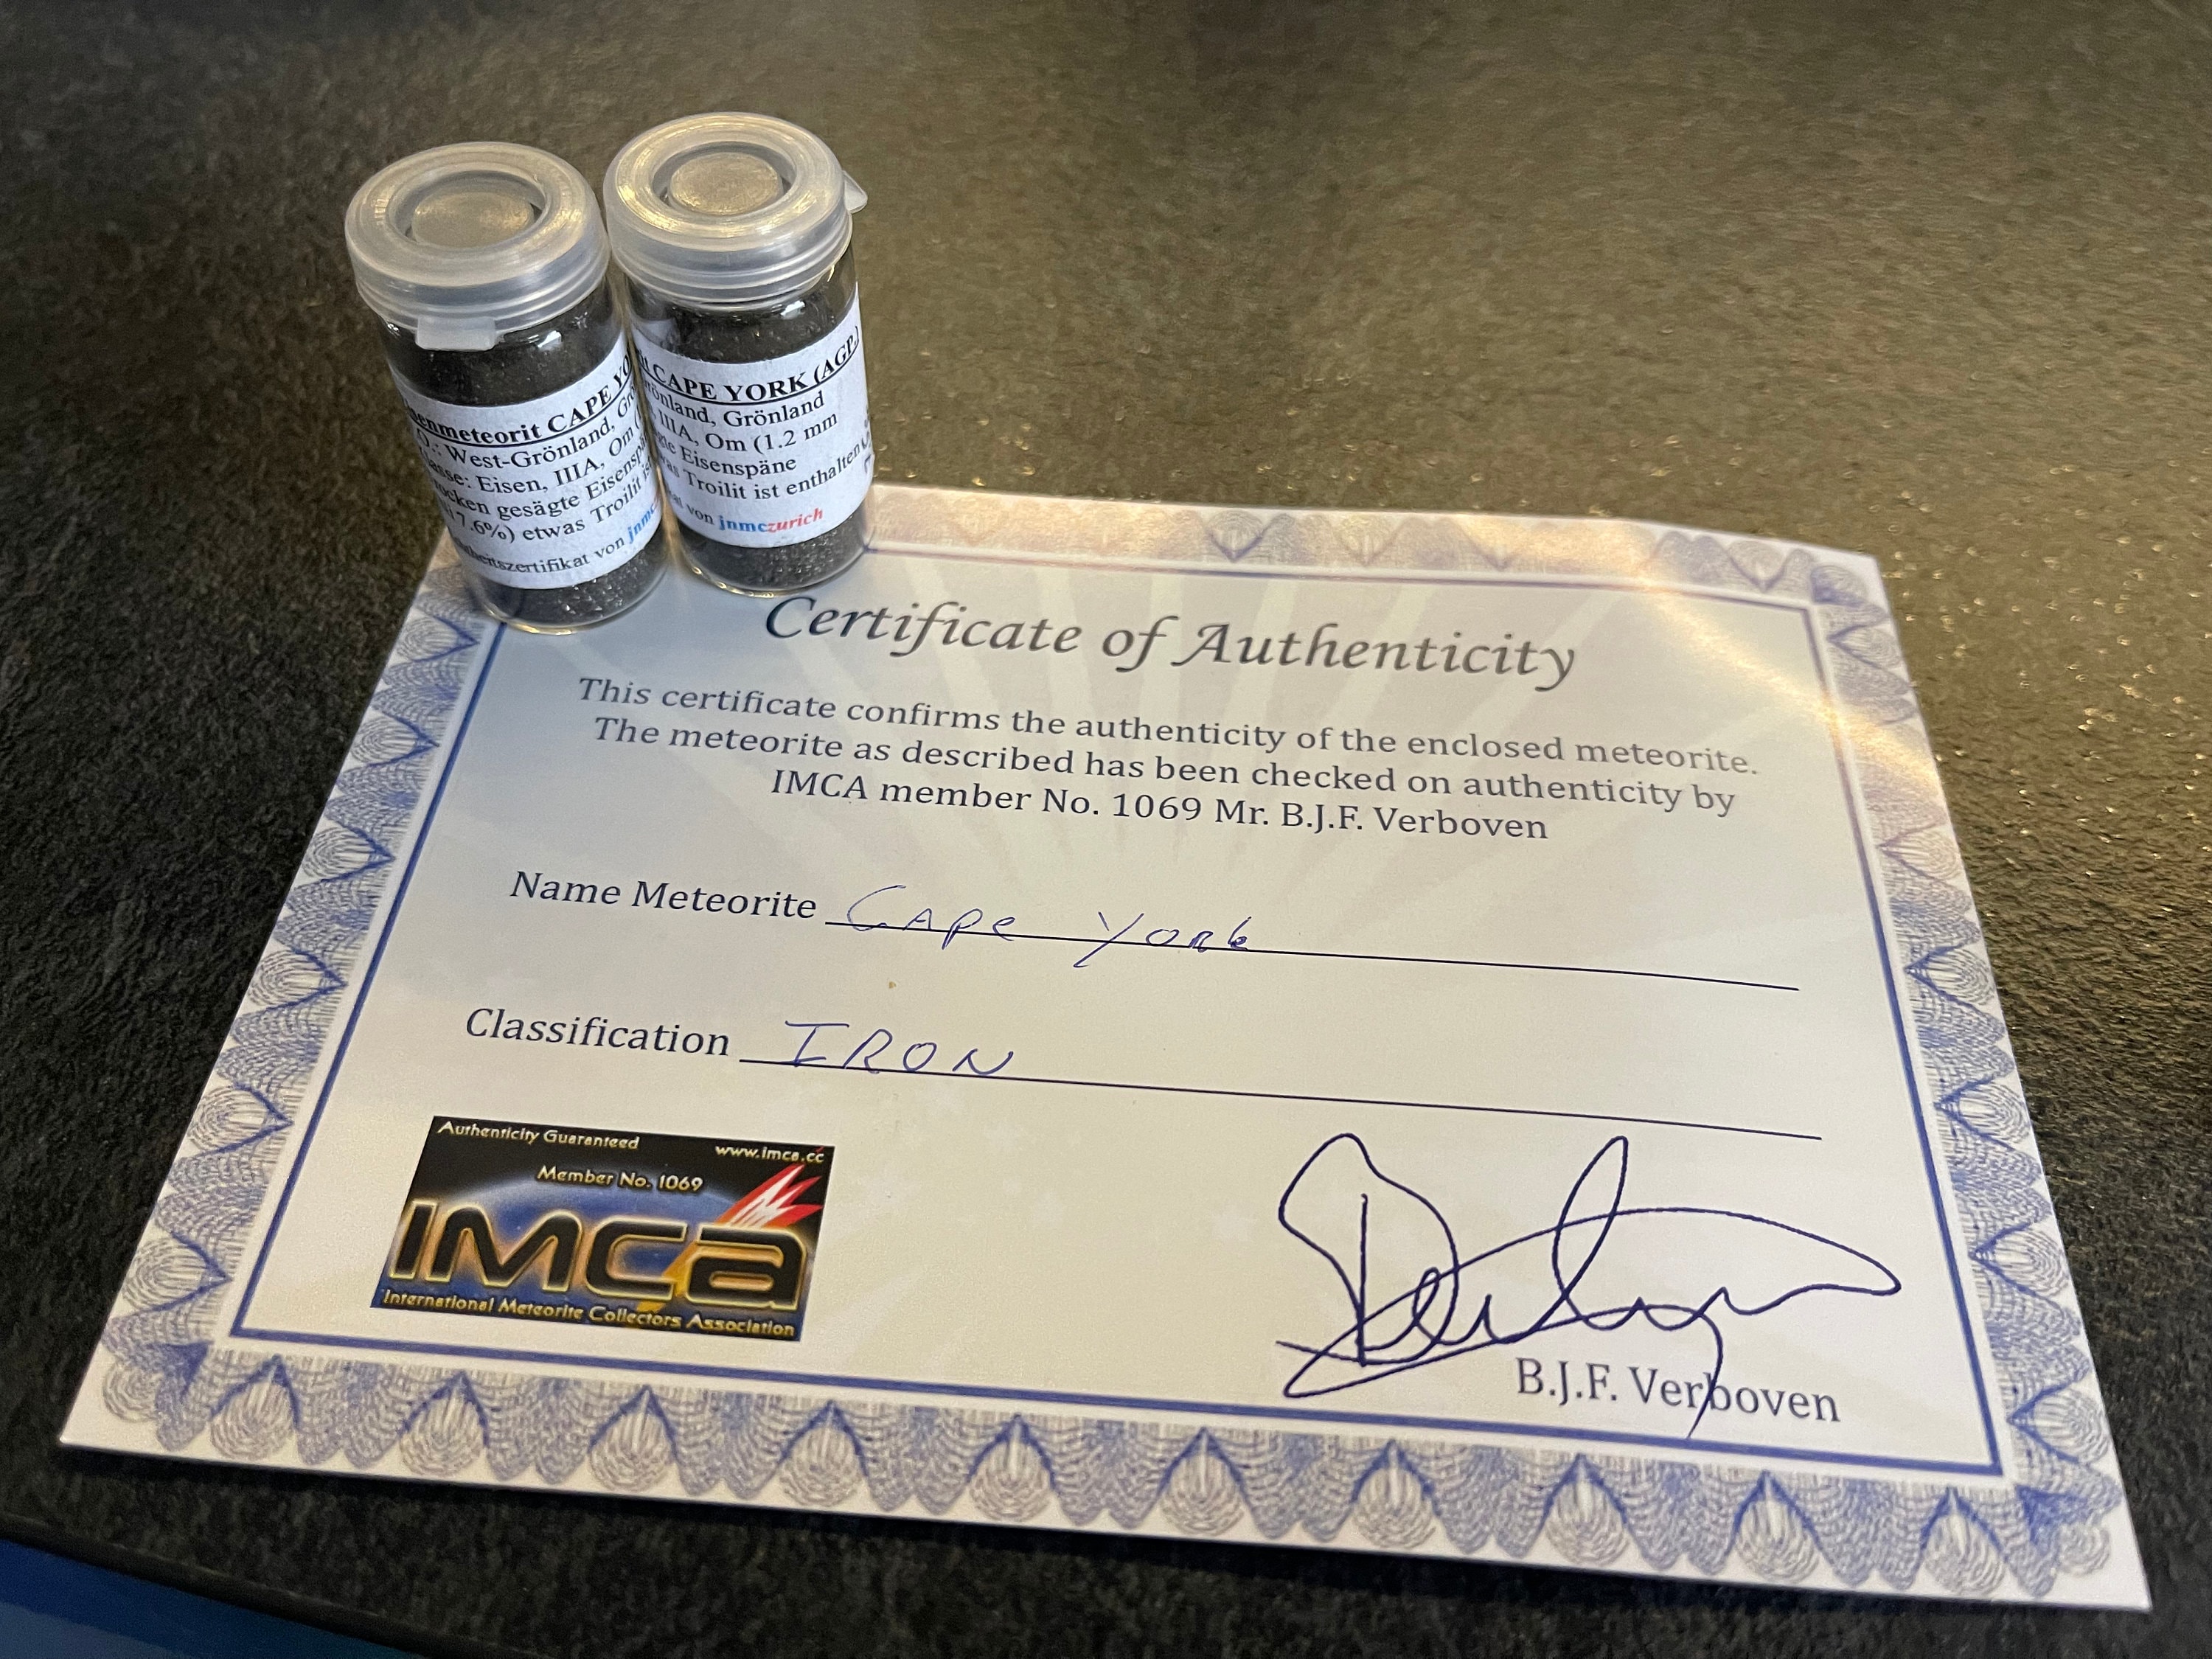 CAPE
West-Grönland,
Eisen, IIIA, Om
gesägte
etwas Troilit
von
CAPE YORK (AGP.)
Grönland
IIIA, Om (1.2 mm
Eisenspäne
Troilit ist enthalten
von jnmczurich
Certificate of Authenticity
This certificate confirms the authenticity of the enclosed meteorite.
The meteorite as described has been checked on authenticity by
IMCA member No. 1069 Mr. B.J.F. Verboven
Name Meteorite Cape York
Classification IRON
Authenticity Guaranteed
www.imca.cc
Member No. 1069
IMCa
International Meteorite Collectors Association
B.J.F. Verboven